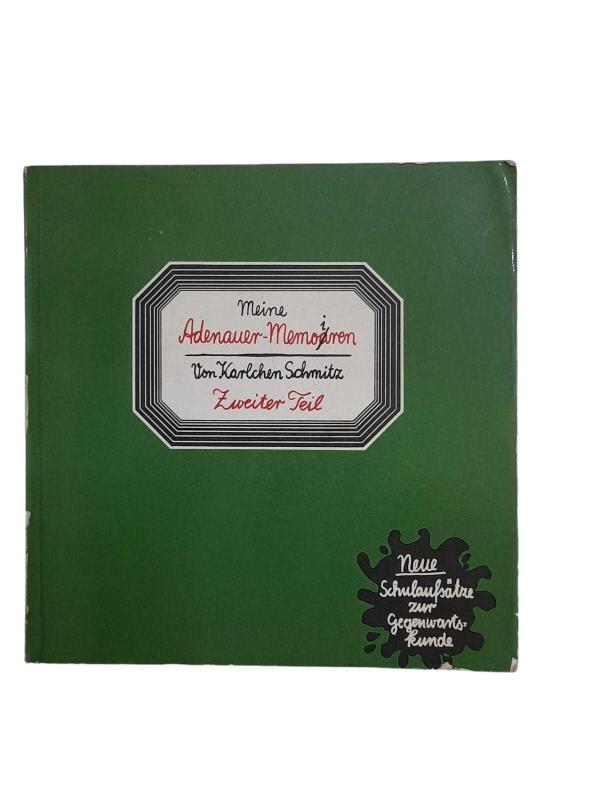 Meine
Adenauer-Memoiren
Von Karlchen Schmitz
Zweiter Teil
Neue
Schulaufsätze
zur
Gegenwarts-
kunde